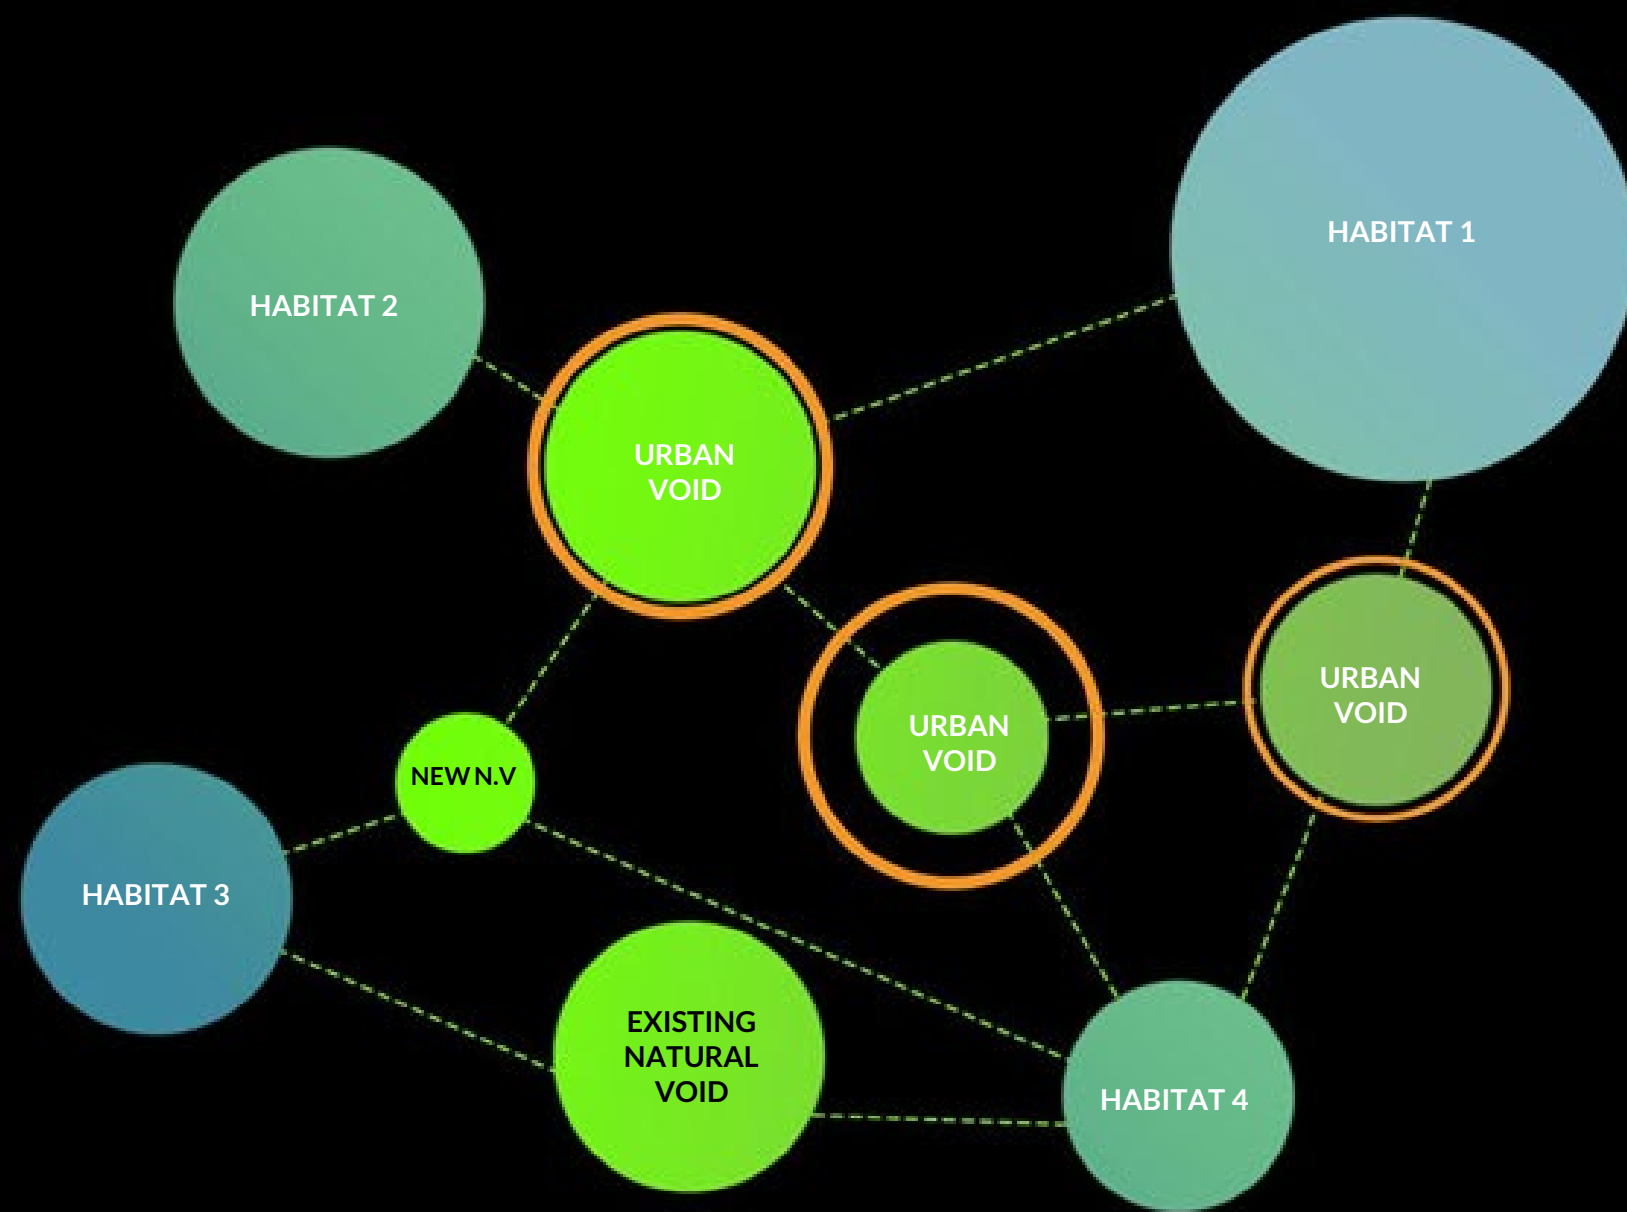 HABITAT 1
HABITAT 2
URBAN
VOID
URBAN
VOID
URBAN
VOID
NEW N.V
HABITAT 3
EXISTING
NATURAL
VOID
HABITAT 4